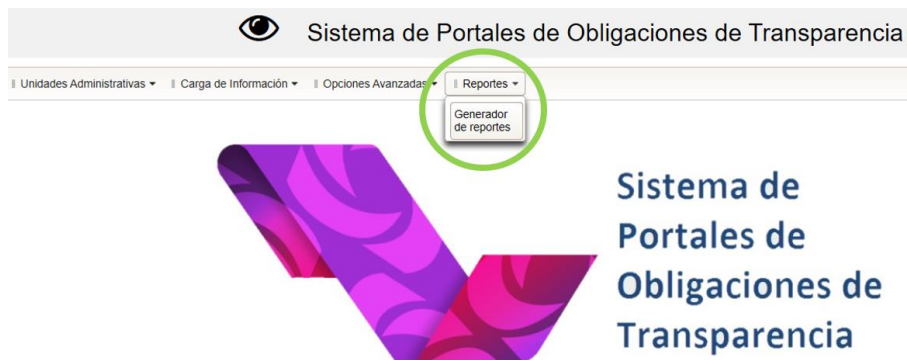 Sistema de Portales de Obligaciones de Transparencia
Unidades Administrativas Carga de Información Opciones Avanzadas Reportes
Generador
de reportes
Sistema de
Portales de
Obligaciones de
Transparencia